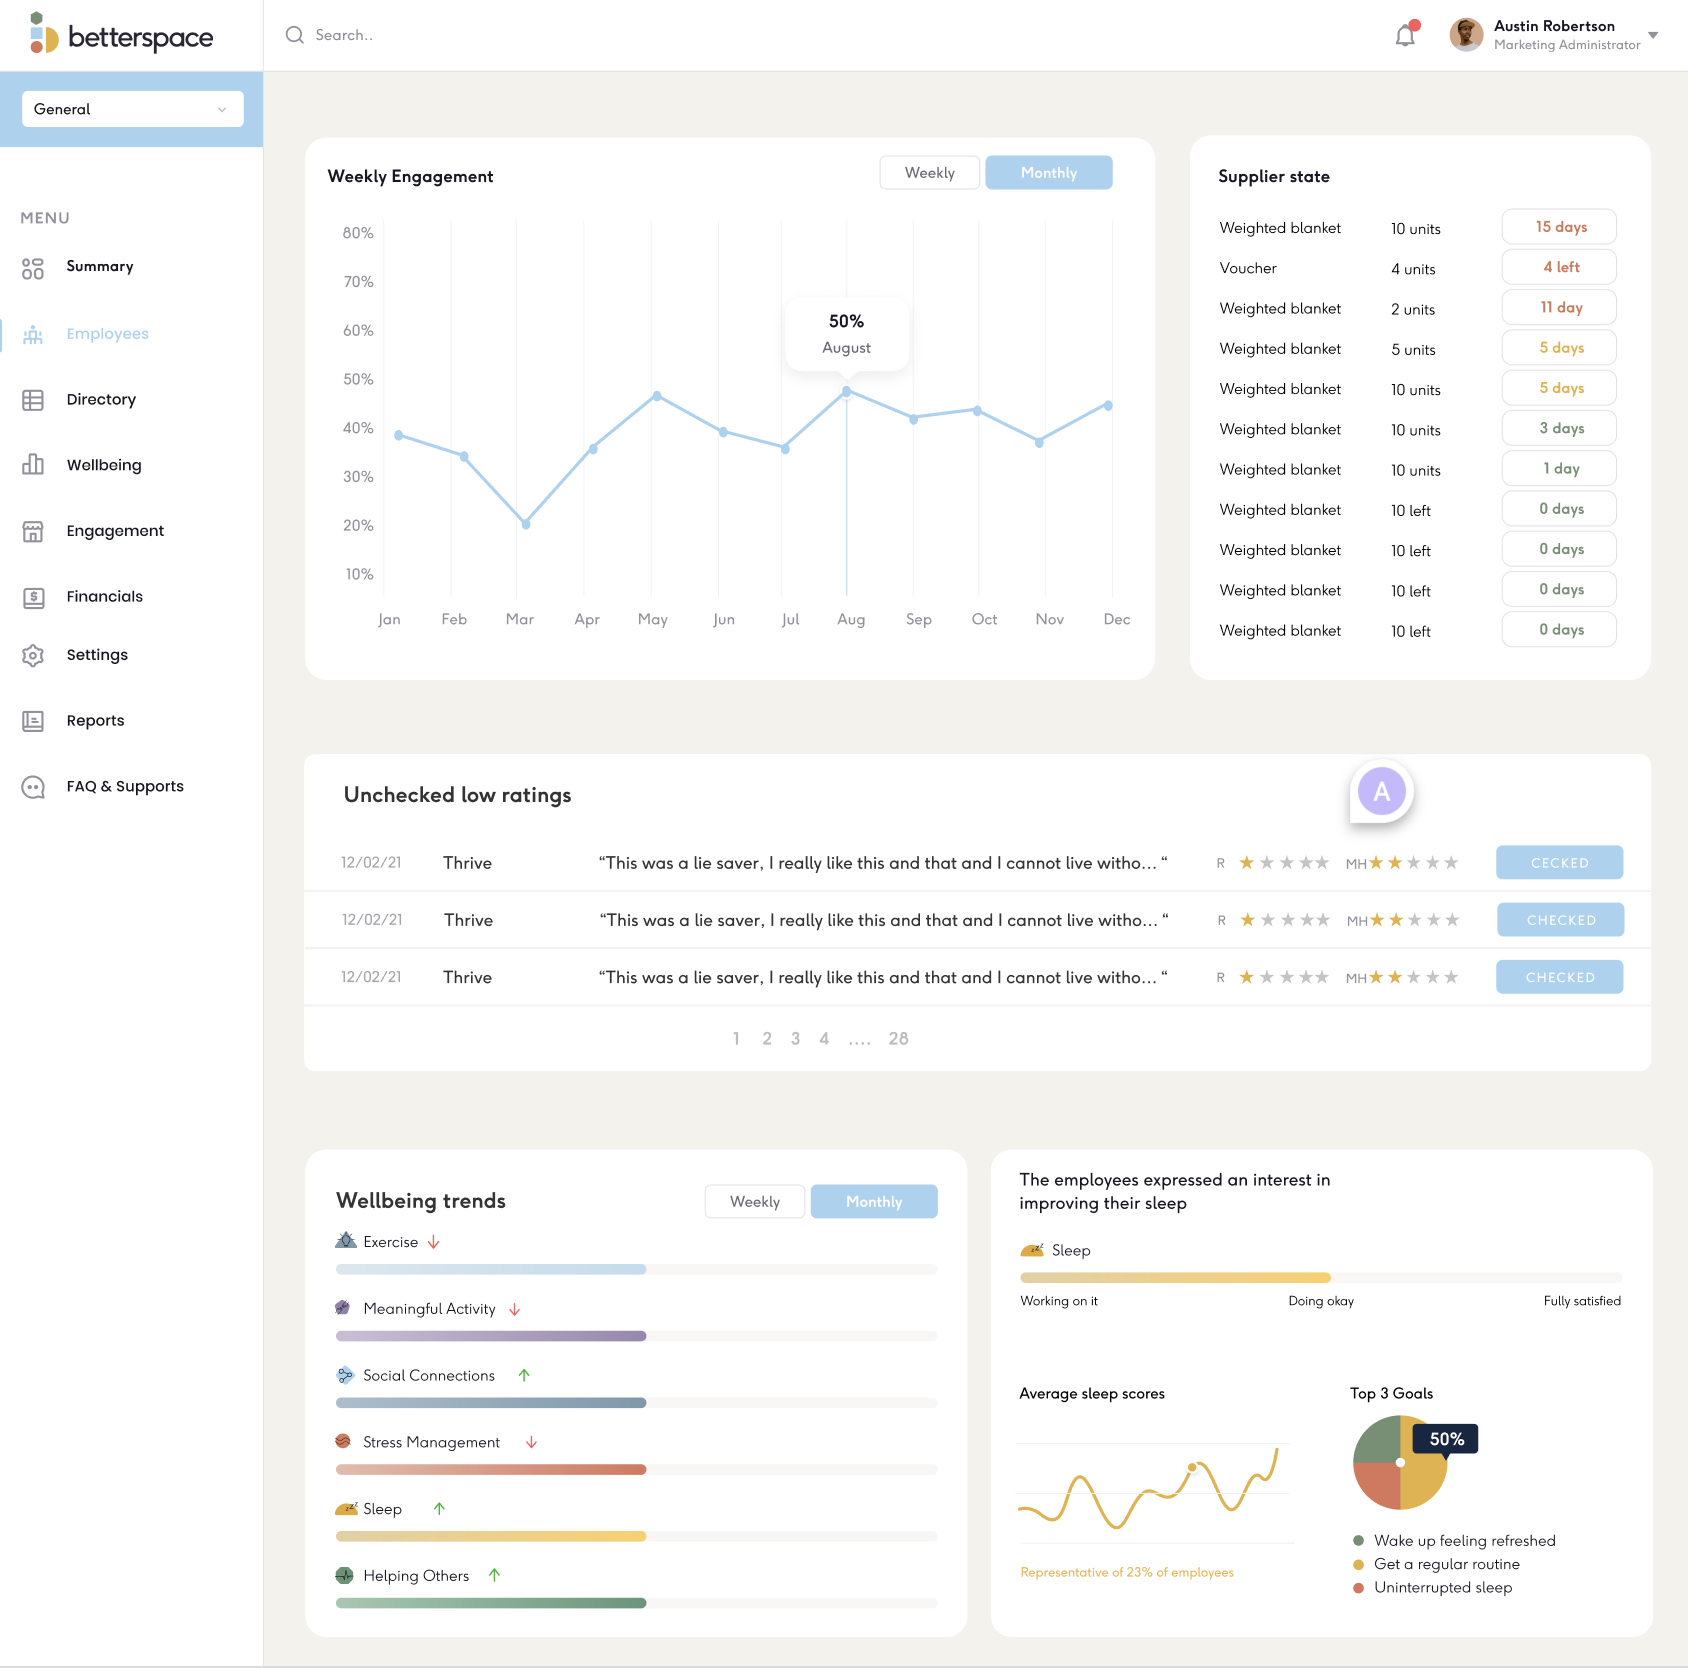 betterspace
Search..
Austin Robertson
Marketing Administrator
General
MENU
Summary
Employees
Directory
Wellbeing
Engagement
Financials
Settings
Reports
FAQ & Supports
Weekly Engagement
Weekly
Monthly
80%
70%
60%
50%
40%
30%
20%
10%
50%
August
Jan Feb Mar Apr May Jun Jul Aug Sep Oct Nov Dec
Supplier state
Weighted blanket 10 units 15 days
Voucher 4 units 4 left
Weighted blanket 2 units 11 day
Weighted blanket 5 units 5 days
Weighted blanket 10 units 5 days
Weighted blanket 10 units 3 days
Weighted blanket 10 units 1 day
Weighted blanket 10 left 0 days
Weighted blanket 10 left 0 days
Weighted blanket 10 left 0 days
Weighted blanket 10 left 0 days
Unchecked low ratings
A
12/02/21 Thrive “This was a lie saver, I really like this and that and I cannot live witho... “ R MH CECKED
12/02/21 Thrive “This was a lie saver, I really like this and that and I cannot live witho... “ R MH CHECKED
12/02/21 Thrive “This was a lie saver, I really like this and that and I cannot live witho... “ R MH CHECKED
1 2 3 4 .... 28
Wellbeing trends
Weekly
Monthly
Exercise
Meaningful Activity
Social Connections
Stress Management
zzZ Sleep
Helping Others
The employees expressed an interest in
improving their sleep
zzZ Sleep
Working on it Doing okay Fully satisfied
Average sleep scores
Representative of 23% of employees
Top 3 Goals
50%
Wake up feeling refreshed
Get a regular routine
Uninterrupted sleep